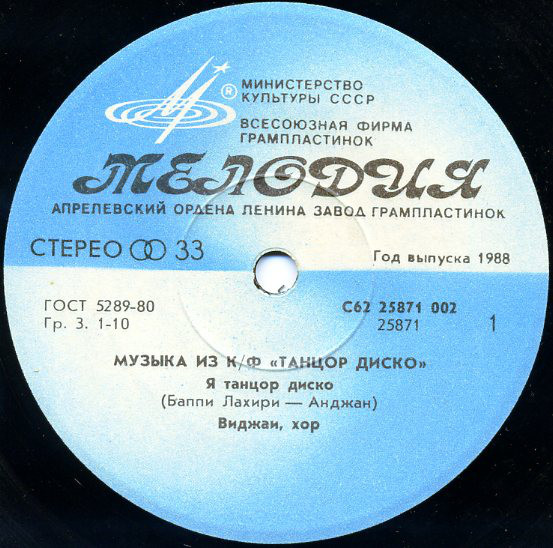 МИНИСТЕРСТВО
КУЛЬТУРЫ СССР
ВСЕСОЮЗНАЯ ФИРМА
ГРАМПЛАСТИНОК
®
МЕЛОДИЯ
АПРЕЛЕВСКИЙ ОРДЕНА ЛЕНИНА ЗАВОД ГРАМПЛАСТИНОК
СТЕРЕО 33
Год выпуска 1988
ГОСТ 5289-80
Гр. 3. 1-10
С62 25871 002
25871
1
МУЗЫКА ИЗ К/Ф «ТАНЦОР ДИСКО»
Я танцор диско
(Баппи Лахири — Анджан)
Виджаи, хор